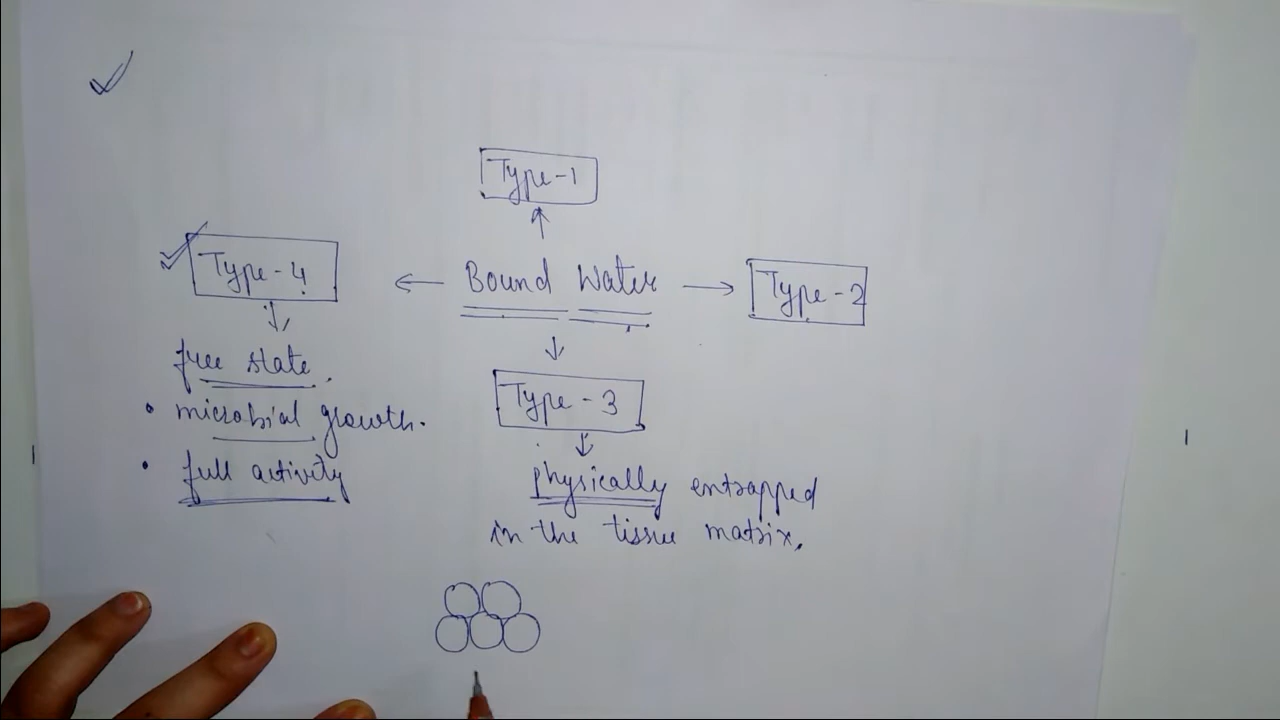 Type-1
Type-4
Bound Water
Type-2
free state.
• microbial growth.
• full activity
Type-3
physically entrapped
in the tissue matrix.